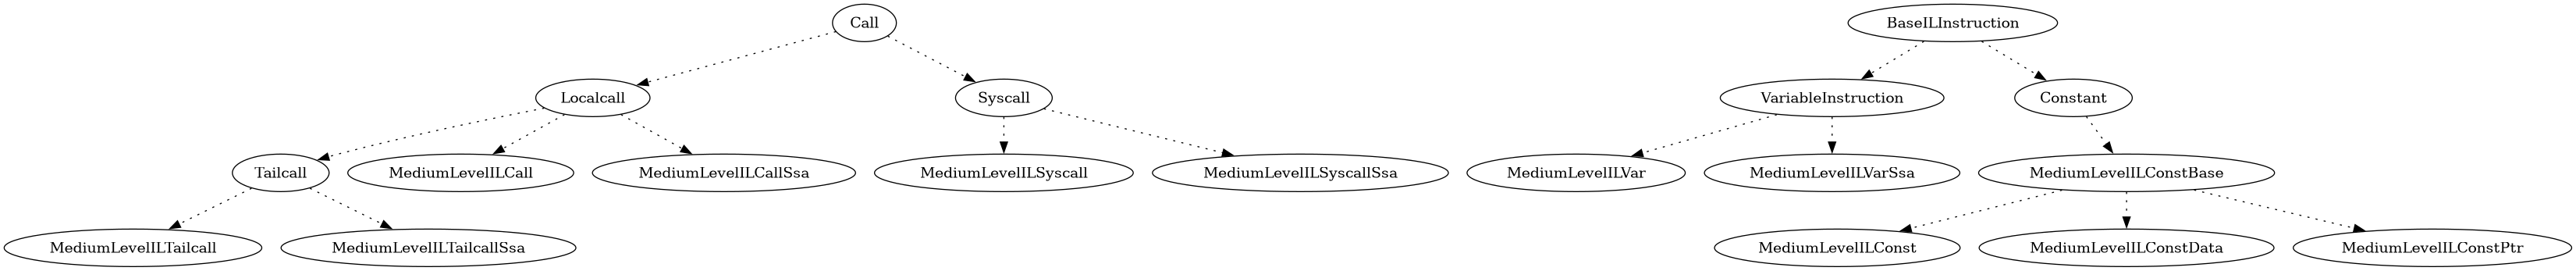 Call
BaseILInstruction
Localcall
Syscall
VariableInstruction
Constant
Tailcall
MediumLevelILCall
MediumLevelILCallSsa
MediumLevelILSyscall
MediumLevelILSyscallSsa
MediumLevelILVar
MediumLevelILVarSsa
MediumLevelILConstBase
MediumLevelILTailcall
MediumLevelILTailcallSsa
MediumLevelILConst
MediumLevelILConstData
MediumLevelILConstPtr